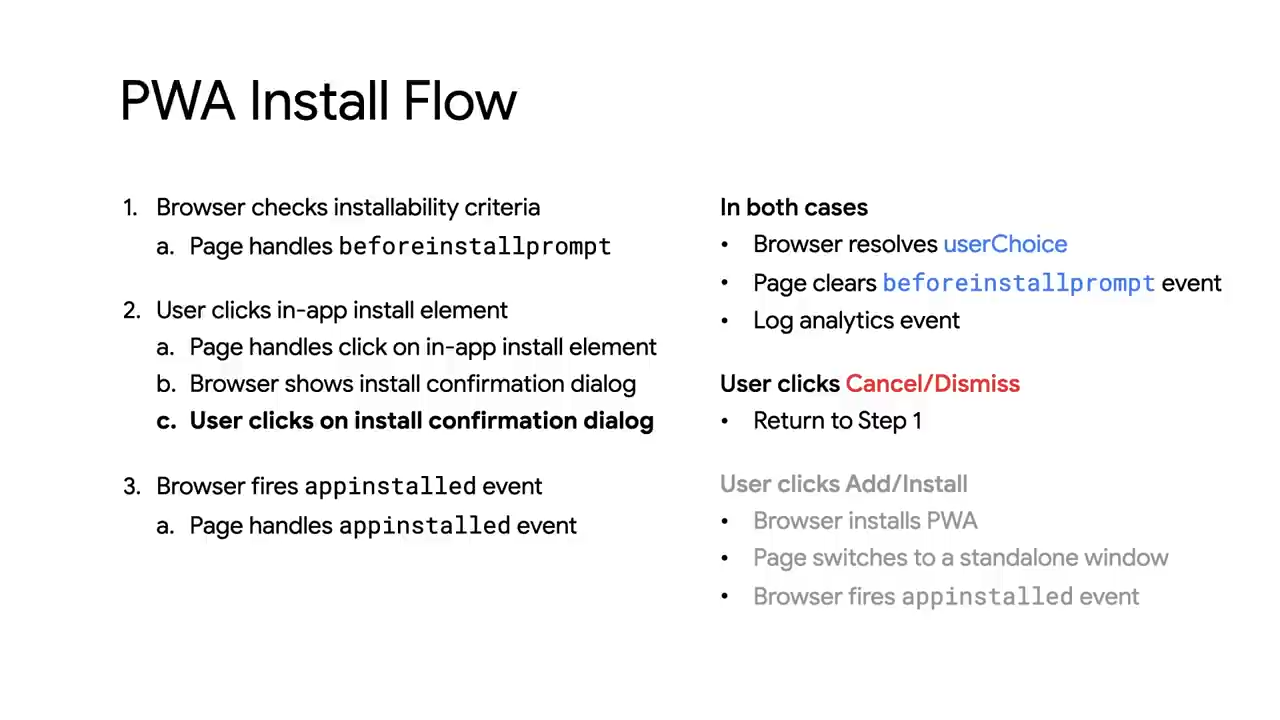 PWA Install Flow
1. Browser checks installability criteria
a. Page handles beforeinstallprompt
2. User clicks in-app install element
a. Page handles click on in-app install element
b. Browser shows install confirmation dialog
c. User clicks on install confirmation dialog
3. Browser fires appinstalled event
a. Page handles appinstalled event
In both cases
• Browser resolves userChoice
• Page clears beforeinstallprompt event
• Log analytics event
User clicks Cancel/Dismiss
• Return to Step 1
User clicks Add/Install
• Browser installs PWA
• Page switches to a standalone window
• Browser fires appinstalled event